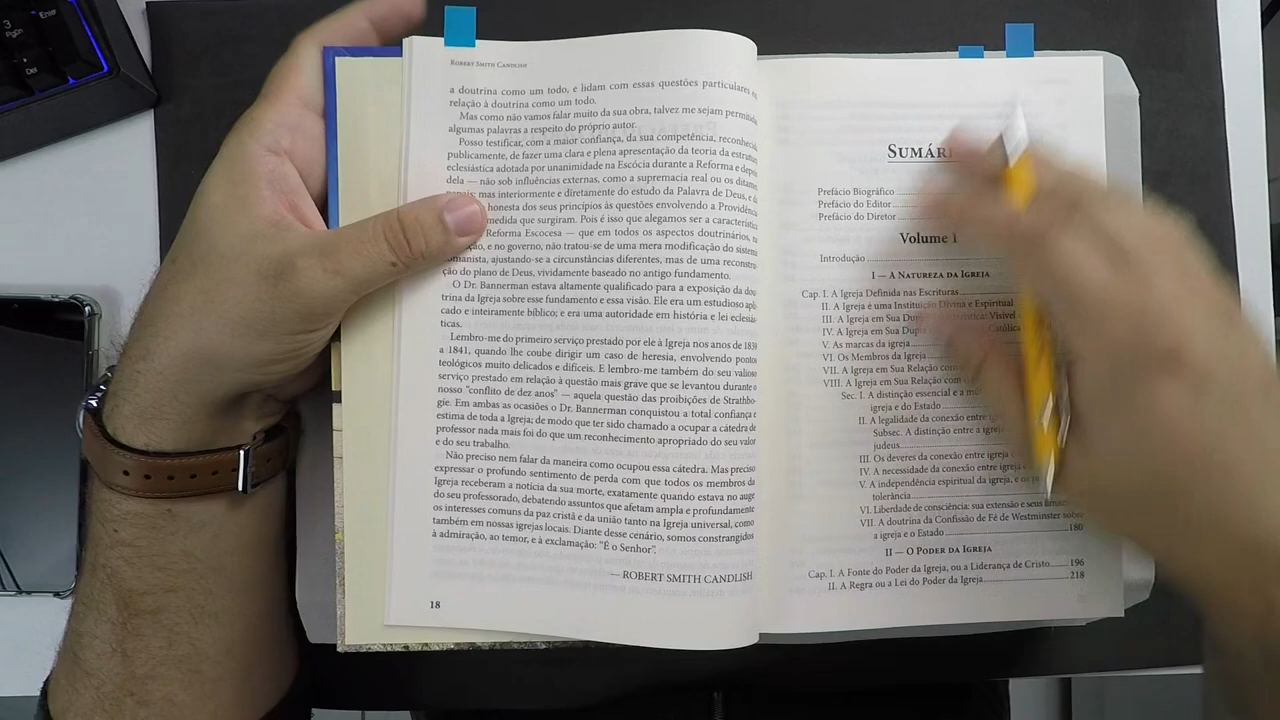 3
PgDn
Enter
Del
ROBERT SMITH CANDLISH
a doutrina como um todo, e lidam com essas questões particulares em
relação à doutrina como um todo.
Mas como não vamos falar muito da sua obra, talvez me sejam
algumas palavras a respeito do próprio autor.
Posso testificar, com a maior confiança, da sua competência,
publicamente, de fazer uma clara e plena apresentação da teoria da
eclesiástica adotada por unanimidade na Escócia durante a Reforma e depois
dela — não sob influências externas, como a supremacia real ou os
mas interiormente e diretamente do estudo da Palavra de Deus, e
honesta dos seus princípios às questões envolvendo a
medida que surgiram. Pois é isso que alegamos ser a
Reforma Escocesa — que em todos os aspectos doutrinários,
e no governo, não tratou-se de uma mera modificação do sistema
ajustando-se a circunstâncias diferentes, mas de uma
ção do plano de Deus, vividamente baseado no antigo fundamento.
O Dr. Bannerman estava altamente qualificado para a exposição da dou-
trina da Igreja sobre esse fundamento e essa visão. Ele era um estudioso
cado e inteiramente bíblico; era uma autoridade em história e lei
ticas.
Lembro-me do primeiro serviço prestado por ele à Igreja nos anos de 1839
a 1841, quando lhe coube dirigir um caso de heresia, envolvendo pontos
teológicos muito delicados e difíceis. E lembro-me também do seu valioso
serviço prestado em relação à questão mais grave que se levantou durante o
nosso “conflito de dez anos” — aquela questão das proibições de Strathbo-
gie. Em ambas as ocasiões o Dr. Bannerman conquistou a total confiança e
estima de toda a Igreja; de modo que ter sido chamado a ocupar a cátedra de
professor nada mais foi do que um reconhecimento apropriado do seu valor
e do seu trabalho.
Não preciso nem falar da maneira como ocupou essa cátedra. Mas preciso
expressar o profundo sentimento de perda com que todos os membros da
Igreja receberam a notícia da sua morte, exatamente quando estava no auge
do seu professorado, debatendo assuntos que afetam ampla e profundamente
os interesses comuns da paz cristã e da união tanto na Igreja universal, como
também em nossas igrejas locais. Diante desse cenário, somos constrangidos
à admiração, ao temor, e à exclamação: “É o Senhor”.
— ROBERT SMITH CANDLISH
18
Prefácio Biográfico
Prefácio do Editor
Prefácio do Diretor
Volume I
Introdução
I — A NATUREZA DA IGREJA
Cap. I. A Igreja Definida nas Escrituras
II. A Igreja é uma Instituição Divina e Espiritual
III. A Igreja em Sua Visível
IV. A Igreja em Sua Católica
V. As marcas da igreja
VI. Os Membros da Igreja
VII. A Igreja em Sua Relação com
VIII. A Igreja em Sua Relação com
Sec. I. A distinção essencial e a
igreja e do Estado
II. A legalidade da conexão entre
Subsec. A distinção entre a
judeus
III. Os deveres da conexão entre igreja
IV. A necessidade da conexão entre igreja
V. A independência espiritual da igreja, e os
tolerância
VI. Liberdade de consciência: sua extensão e seus
VII. A doutrina da Confissão de Fé de Westminster sobre
a igreja e o Estado 180
II — O PODER DA IGREJA
Cap. I. A Fonte do Poder da Igreja, ou a Liderança de Cristo 196
II. A Regra ou a Lei do Poder da Igreja 218